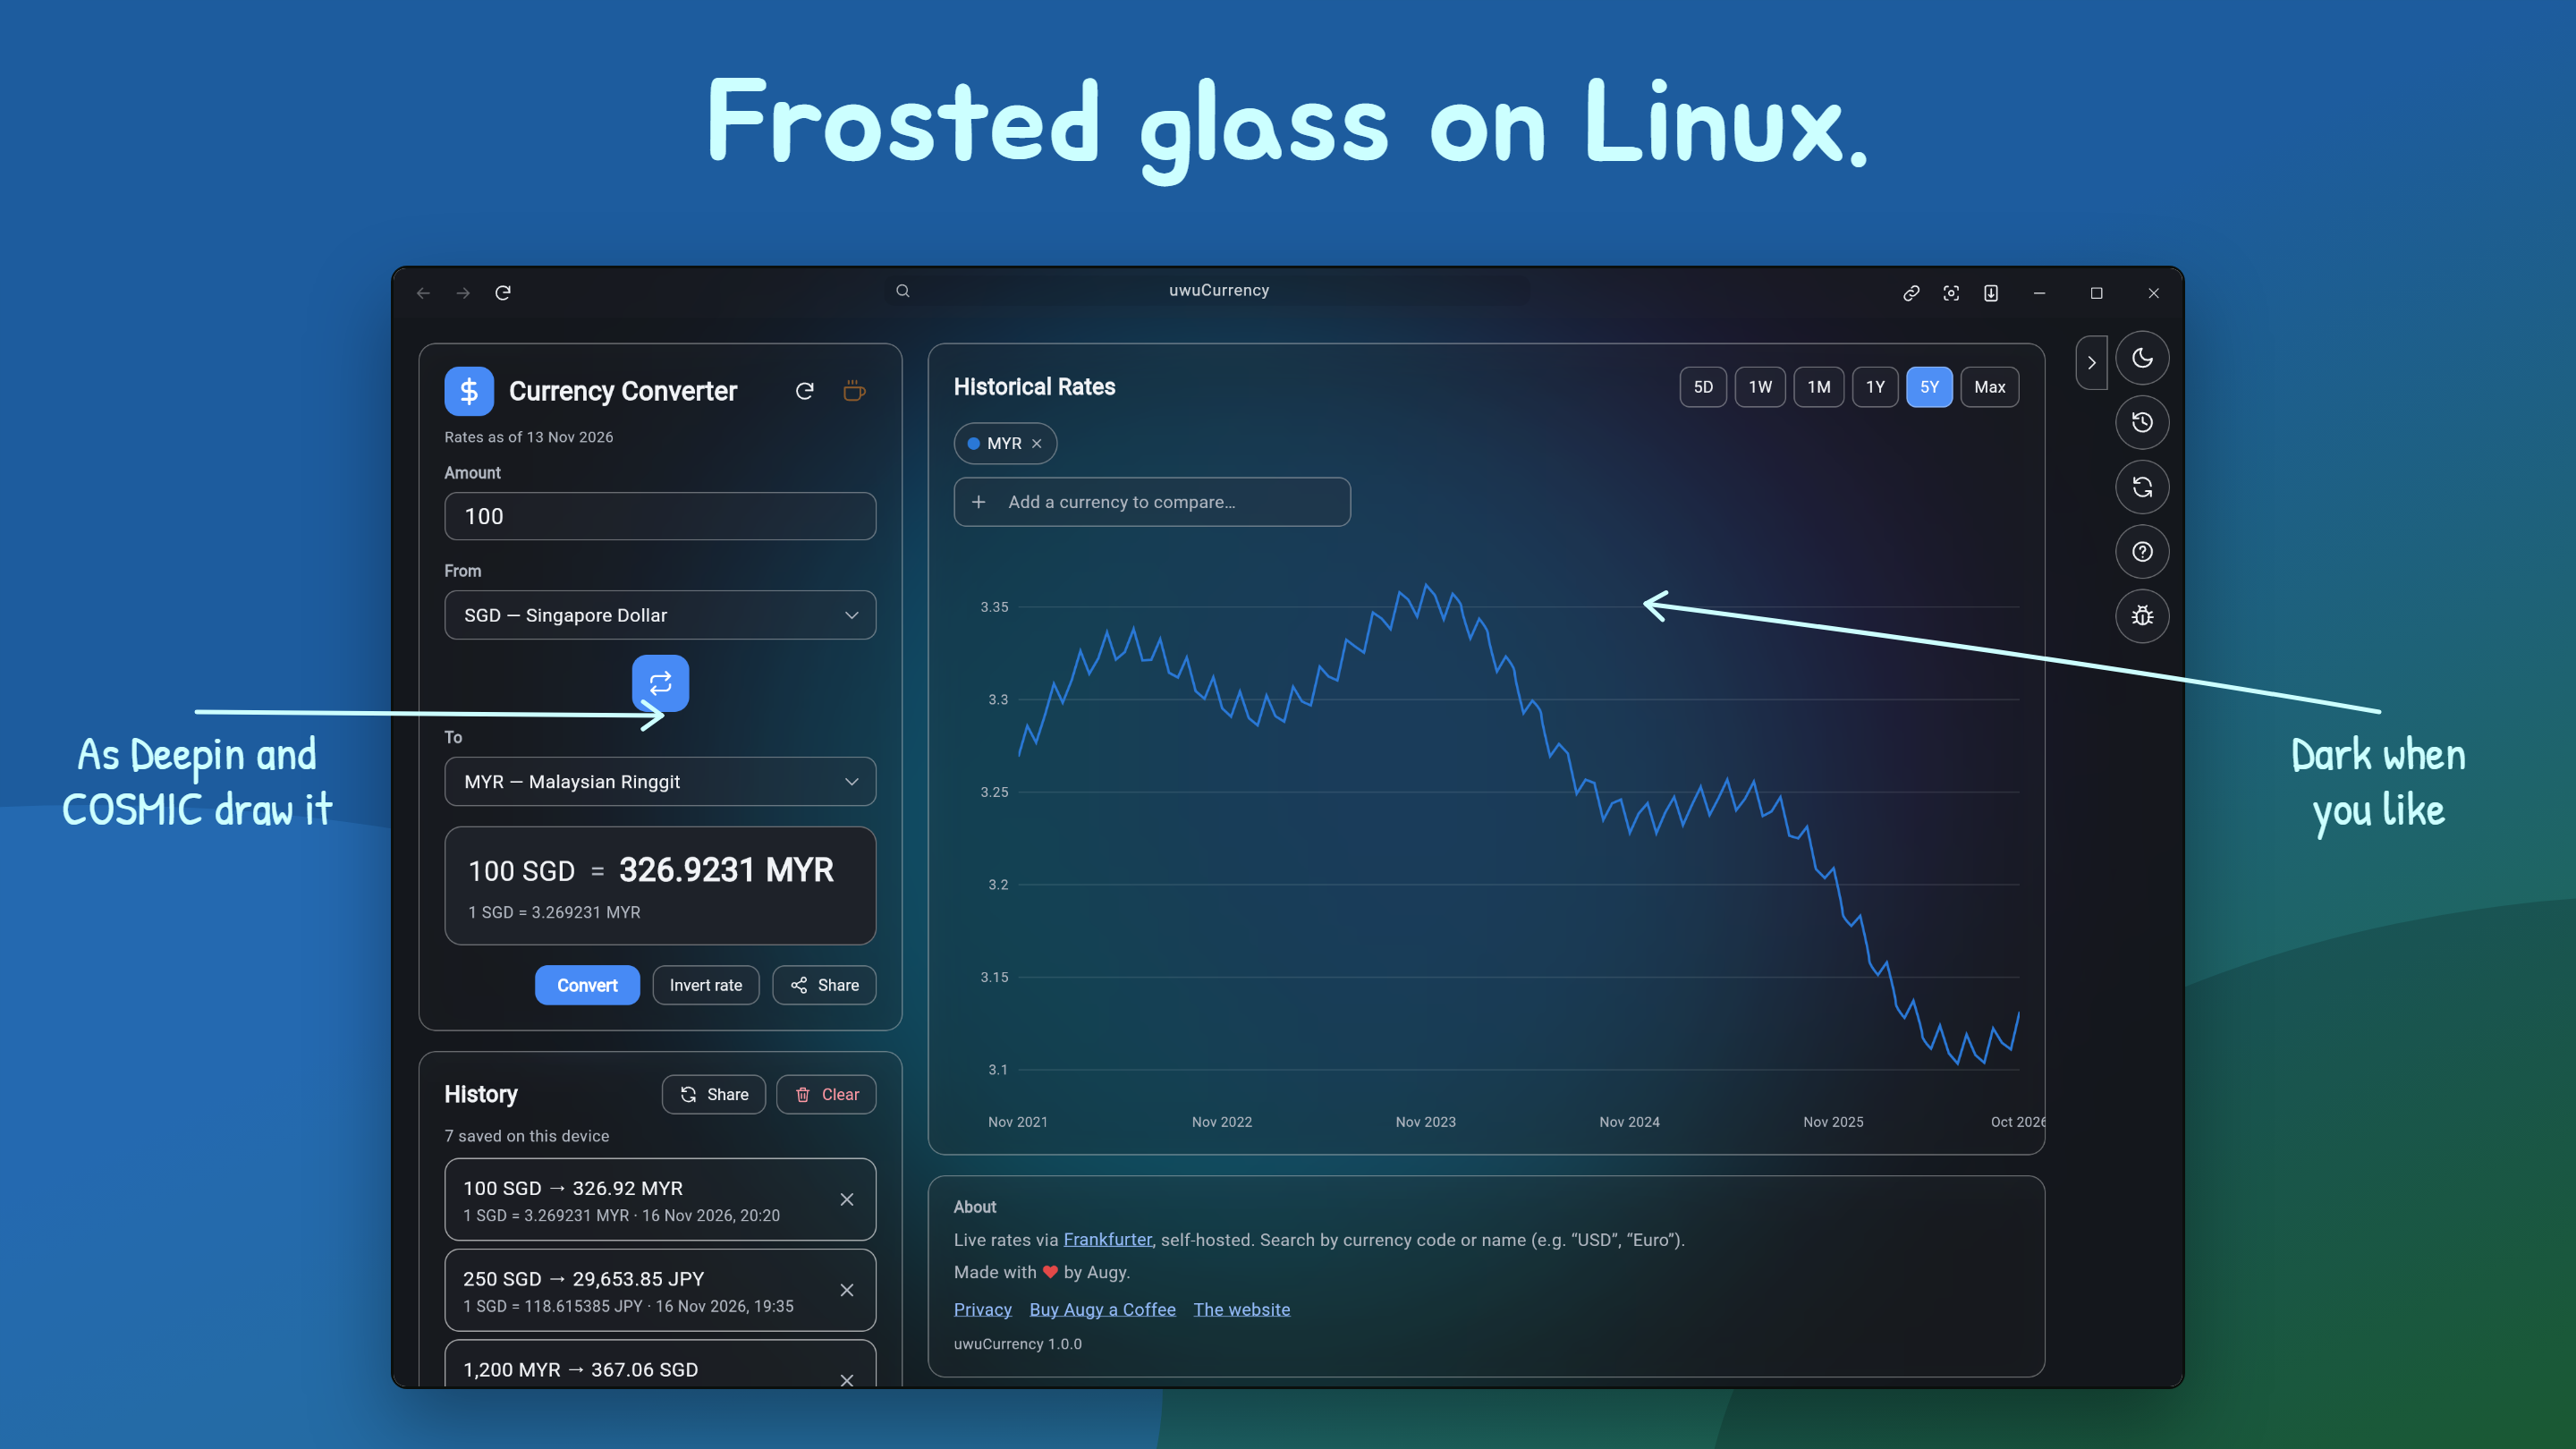 Frosted glass on Linux.
uwuCurrency
Currency Converter
Rates as of 13 Nov 2026
Amount
100
From
SGD — Singapore Dollar
To
MYR — Malaysian Ringgit
100 SGD = 326.9231 MYR
1 SGD = 3.269231 MYR
Convert
Invert rate
Share
History
Share
Clear
7 saved on this device
100 SGD → 326.92 MYR
1 SGD = 3.269231 MYR · 16 Nov 2026, 20:20
250 SGD → 29,653.85 JPY
1 SGD = 118.615385 JPY · 16 Nov 2026, 19:35
1,200 MYR → 367.06 SGD
Historical Rates
5D
1W
1M
1Y
5Y
Max
MYR
Add a currency to compare…
3.35
3.3
3.25
3.2
3.15
3.1
Nov 2021
Nov 2022
Nov 2023
Nov 2024
Nov 2025
Oct 2026
About
Live rates via Frankfurter, self-hosted. Search by currency code or name (e.g. “USD”, “Euro”).
Made with ❤ by Augy.
Privacy Buy Augy a Coffee The website
uwuCurrency 1.0.0
As Deepin and
COSMIC draw it
Dark when
you like